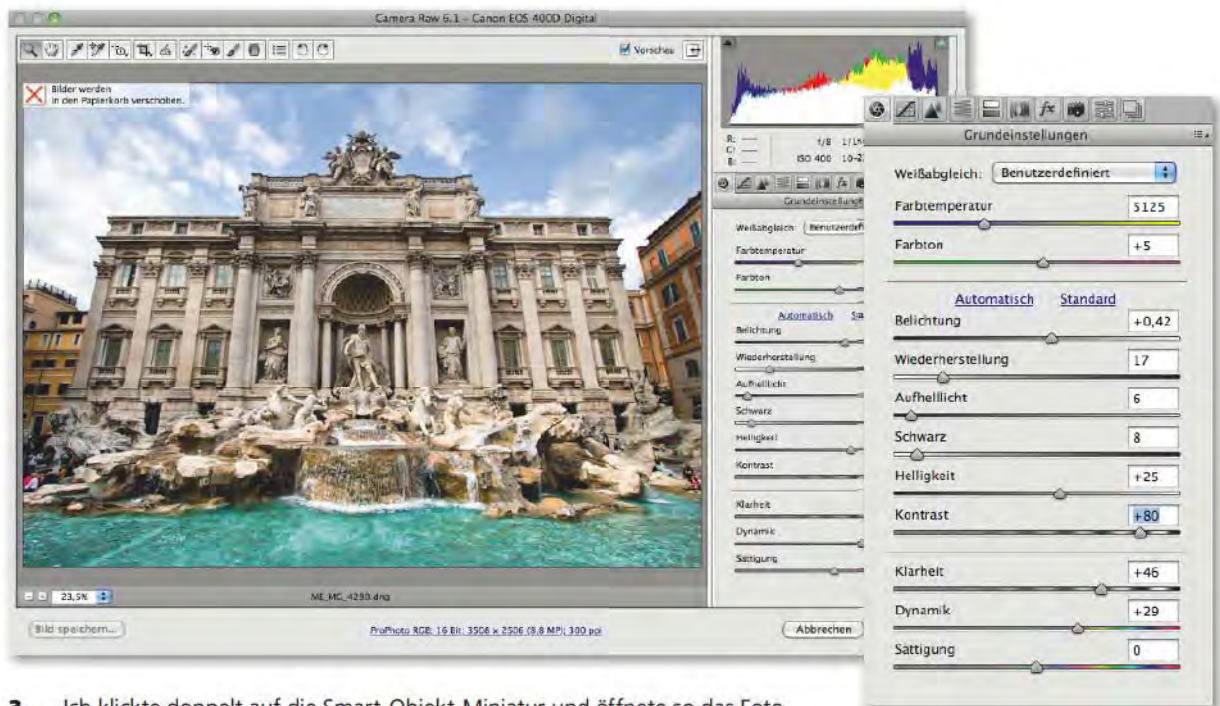 Camera Raw 6.1 – Canon EOS 400D Digital
Vorschau
Bilder werden
in den Papierkorb verschoben.
R: ---
G: ---
B: ---
f/8
ISO 400
Grundeinstellungen
Weißabgleich:
Farbtemperatur
Farbton
Automatisch
Belichtung
Wiederherstellung
Aufhelllicht
Schwarz
Helligkeit
Kontrast
Klarheit
Dynamik
Sättigung
23,5%
ME_MG_4290.dng
Bild speichern...
ProPhoto RGB; 16 Bit; 3508 x 2506 (8.8 MP); 300 ppi
Abbrechen
Grundeinstellungen
Weißabgleich: Benutzerdefiniert
Farbtemperatur 5125
Farbton +5
Automatisch Standard
Belichtung +0,42
Wiederherstellung 17
Aufhelllicht 6
Schwarz 8
Helligkeit +25
Kontrast +80
Klarheit +46
Dynamik +29
Sättigung 0
Ich klickte doppelt auf die Smart-Objekt-Miniatur und öffnete so das Foto